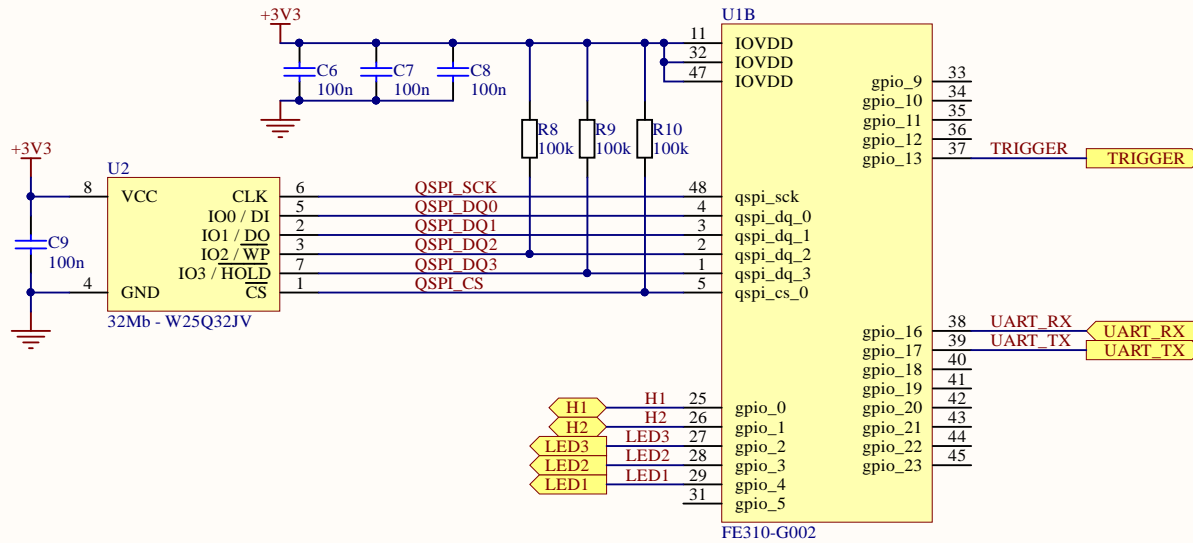 +3V3
U1B
11 IOVDD
32 IOVDD
47 IOVDD
C6 100n
C7 100n
C8 100n
R8 100k
R9 100k
R10 100k
gpio_9 33
gpio_10 34
gpio_11 35
gpio_12 36
gpio_13 37 TRIGGER TRIGGER
+3V3
U2
8 VCC CLK 6 QSPI_SCK 48 qspi_sck
IO0 / DI 5 QSPI_DQ0 4 qspi_dq_0
IO1 / DO 2 QSPI_DQ1 3 qspi_dq_1
IO2 / WP 3 QSPI_DQ2 2 qspi_dq_2
IO3 / HOLD 7 QSPI_DQ3 1 qspi_dq_3
4 GND CS 1 QSPI_CS 5 qspi_cs_0
C9 100n
32Mb - W25Q32JV
gpio_16 38 UART_RX UART_RX
gpio_17 39 UART_TX UART_TX
gpio_18 40
gpio_19 41
gpio_20 42
gpio_21 43
gpio_22 44
gpio_23 45
H1 H1 25 gpio_0
H2 H2 26 gpio_1
LED3 LED3 27 gpio_2
LED2 LED2 28 gpio_3
LED1 LED1 29 gpio_4
31 gpio_5
FE310-G002